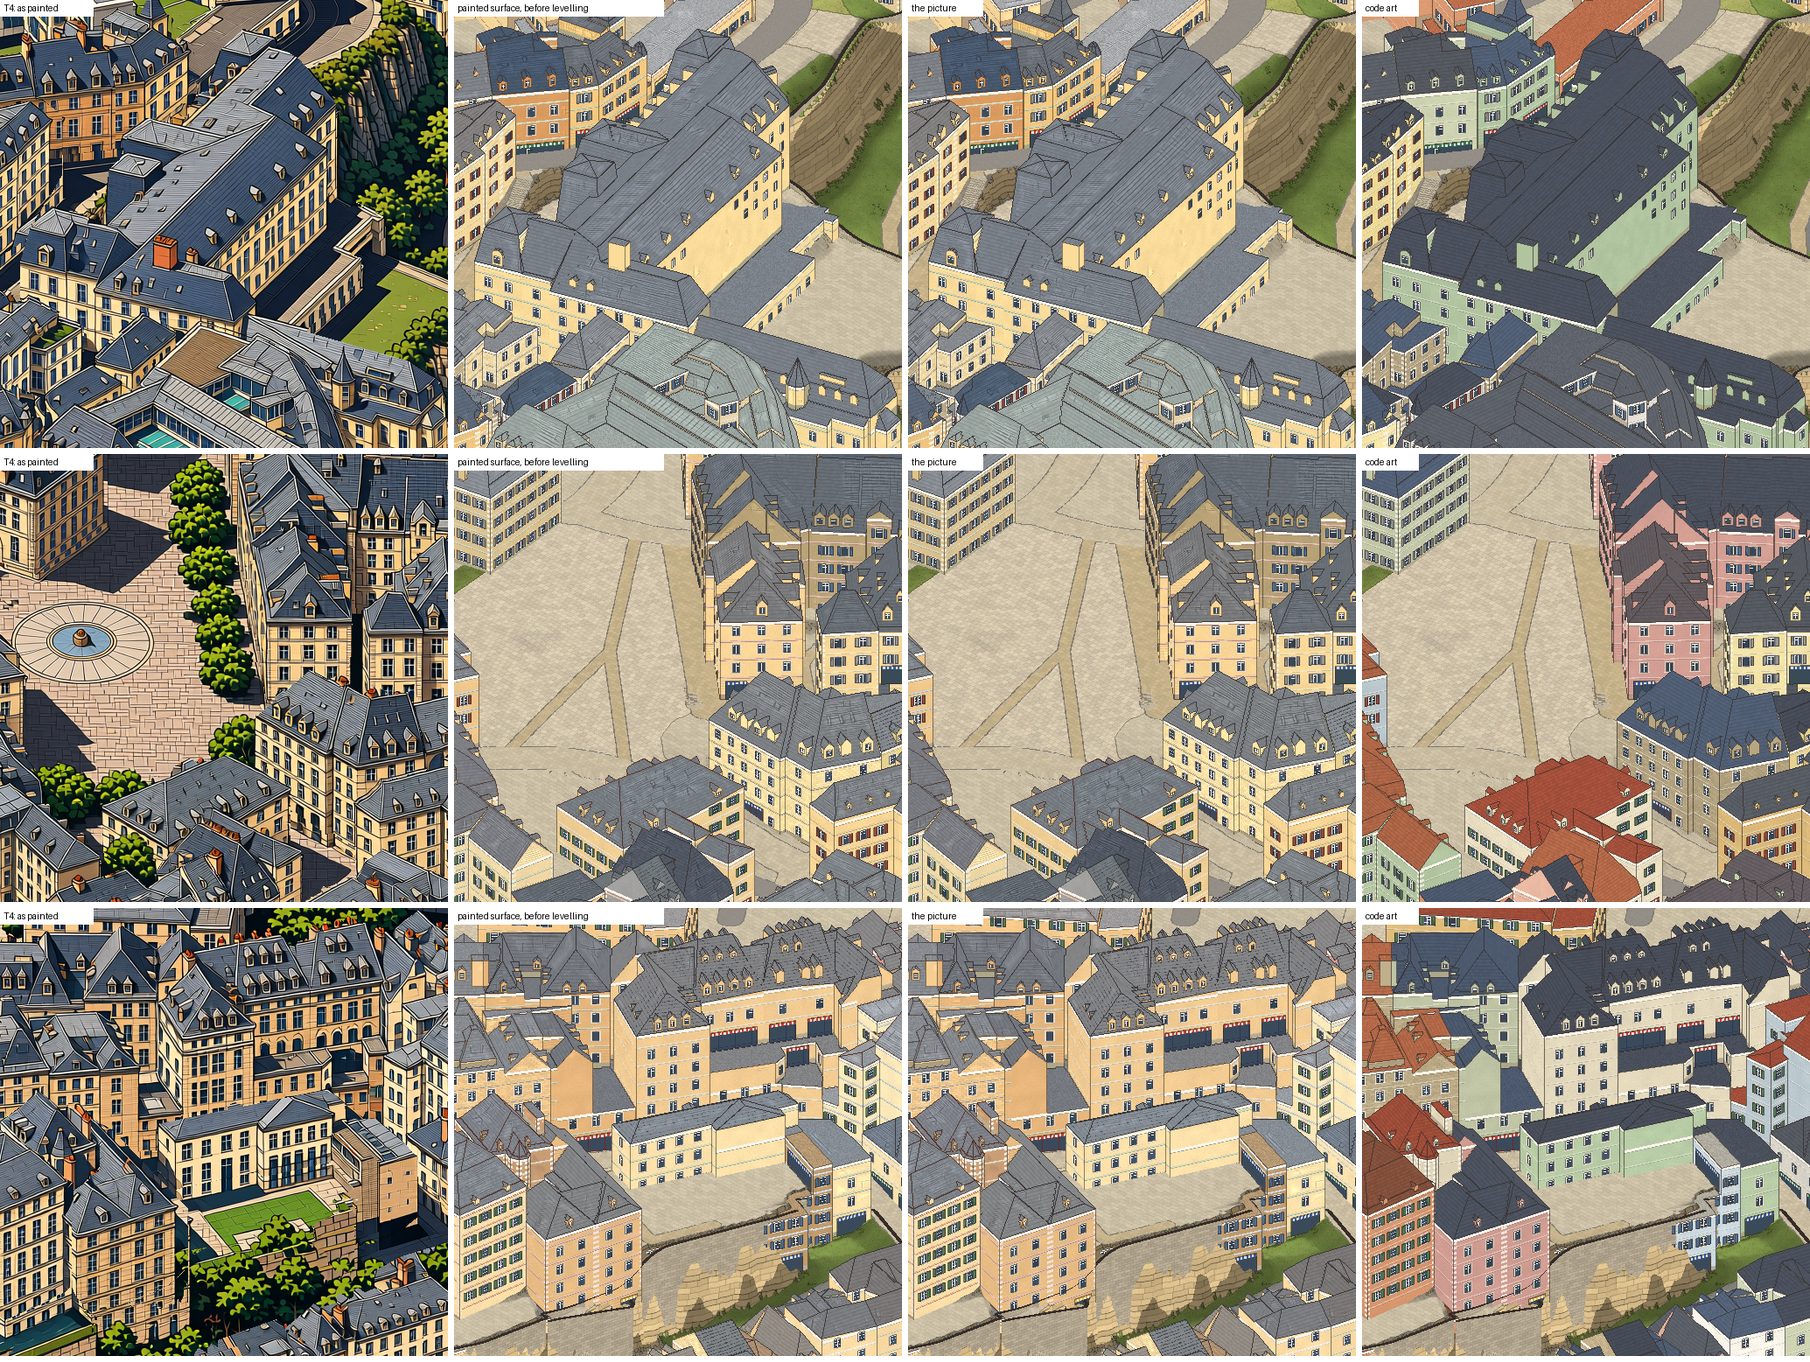 T4: as painted
painted surface, before levelling
the picture
code art
T4: as painted
painted surface, before levelling
the picture
code art
T4: as painted
painted surface, before levelling
the picture
code art